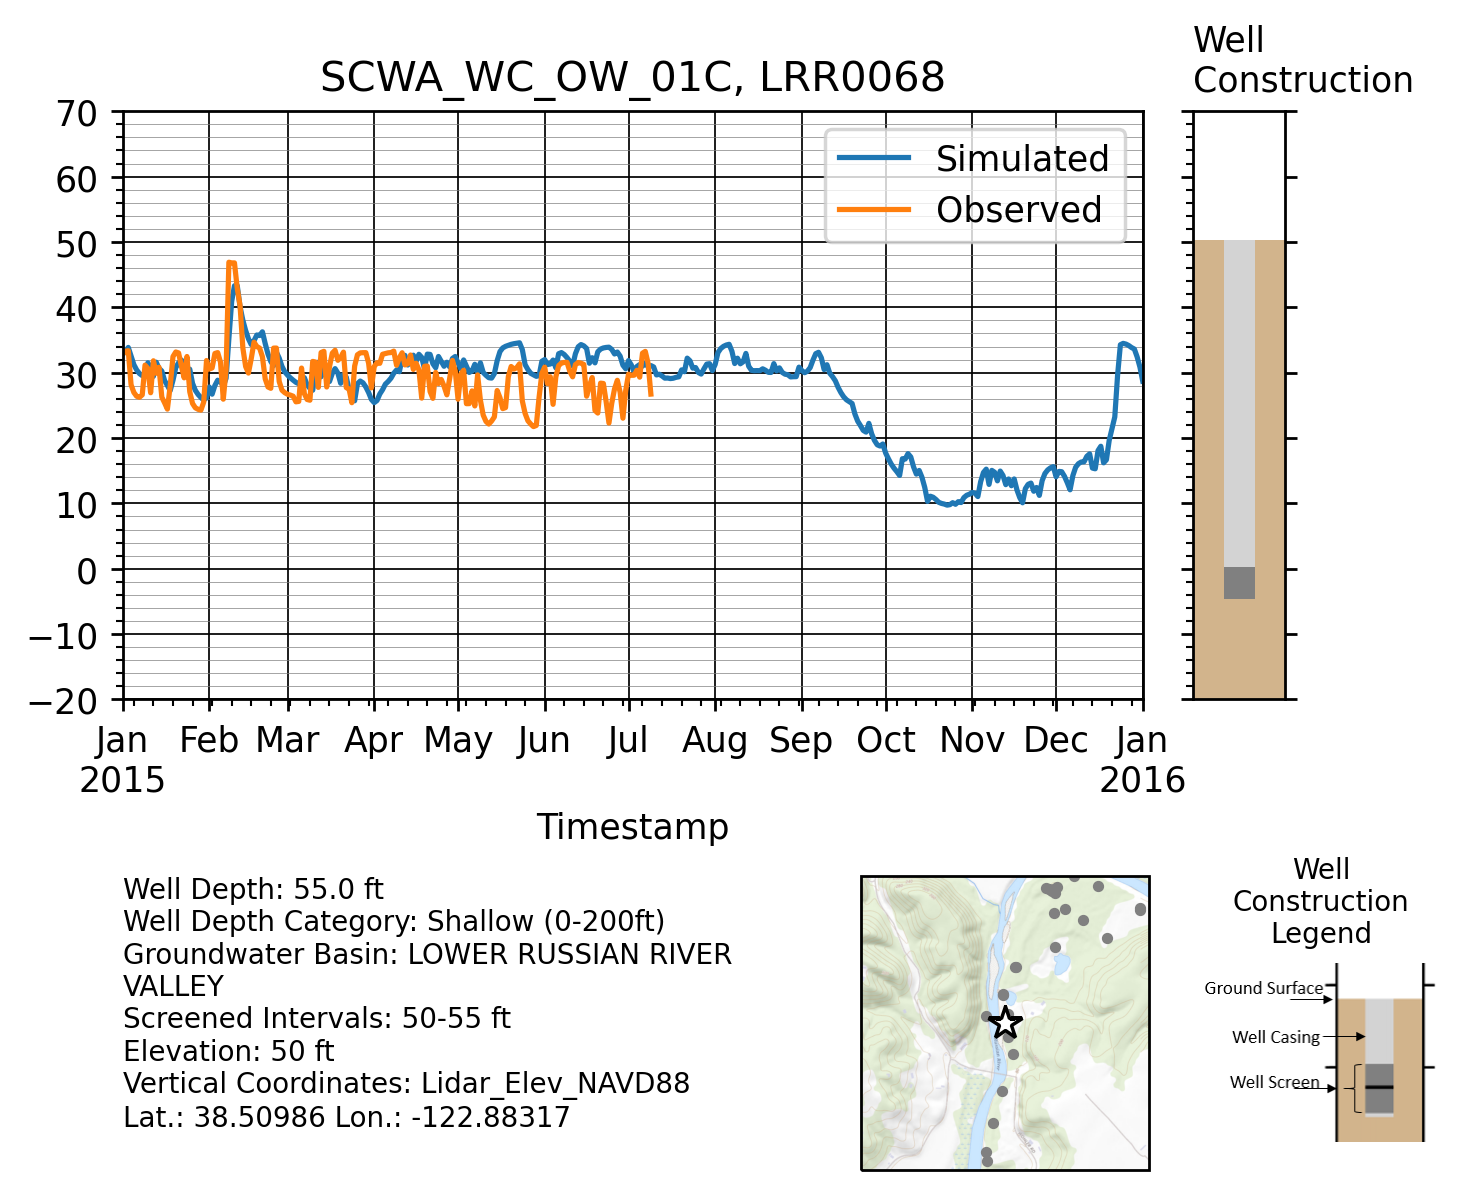 Well
Construction
SCWA_WC_OW_01C, LRR0068
70
60
50
40
30
20
10
0
−10
−20
Simulated
Observed
Jan Feb Mar Apr May Jun Jul Aug Sep Oct Nov Dec Jan
2015 2016
Timestamp
Well Depth: 55.0 ft
Well Depth Category: Shallow (0-200ft)
Groundwater Basin: LOWER RUSSIAN RIVER
VALLEY
Screened Intervals: 50-55 ft
Elevation: 50 ft
Vertical Coordinates: Lidar_Elev_NAVD88
Lat.: 38.50986 Lon.: -122.88317
Well
Construction
Legend
Ground Surface
Well Casing
Well Screen